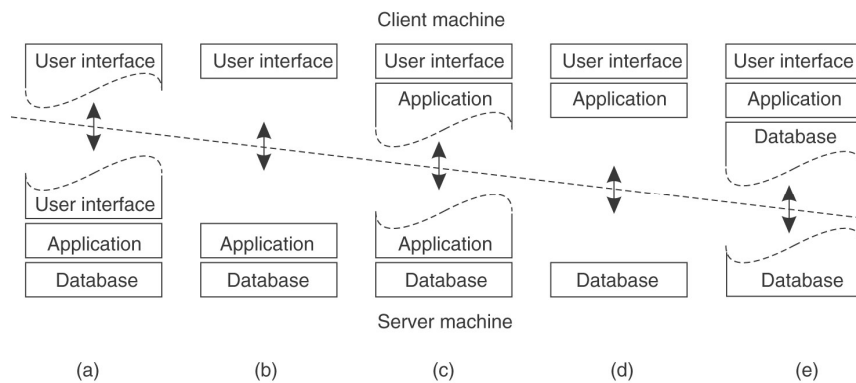 Client machine
User interface User interface User interface User interface User interface
Application Application Application
Database
User interface
Application Application Application
Database Database Database Database Database
Server machine
(a) (b) (c) (d) (e)